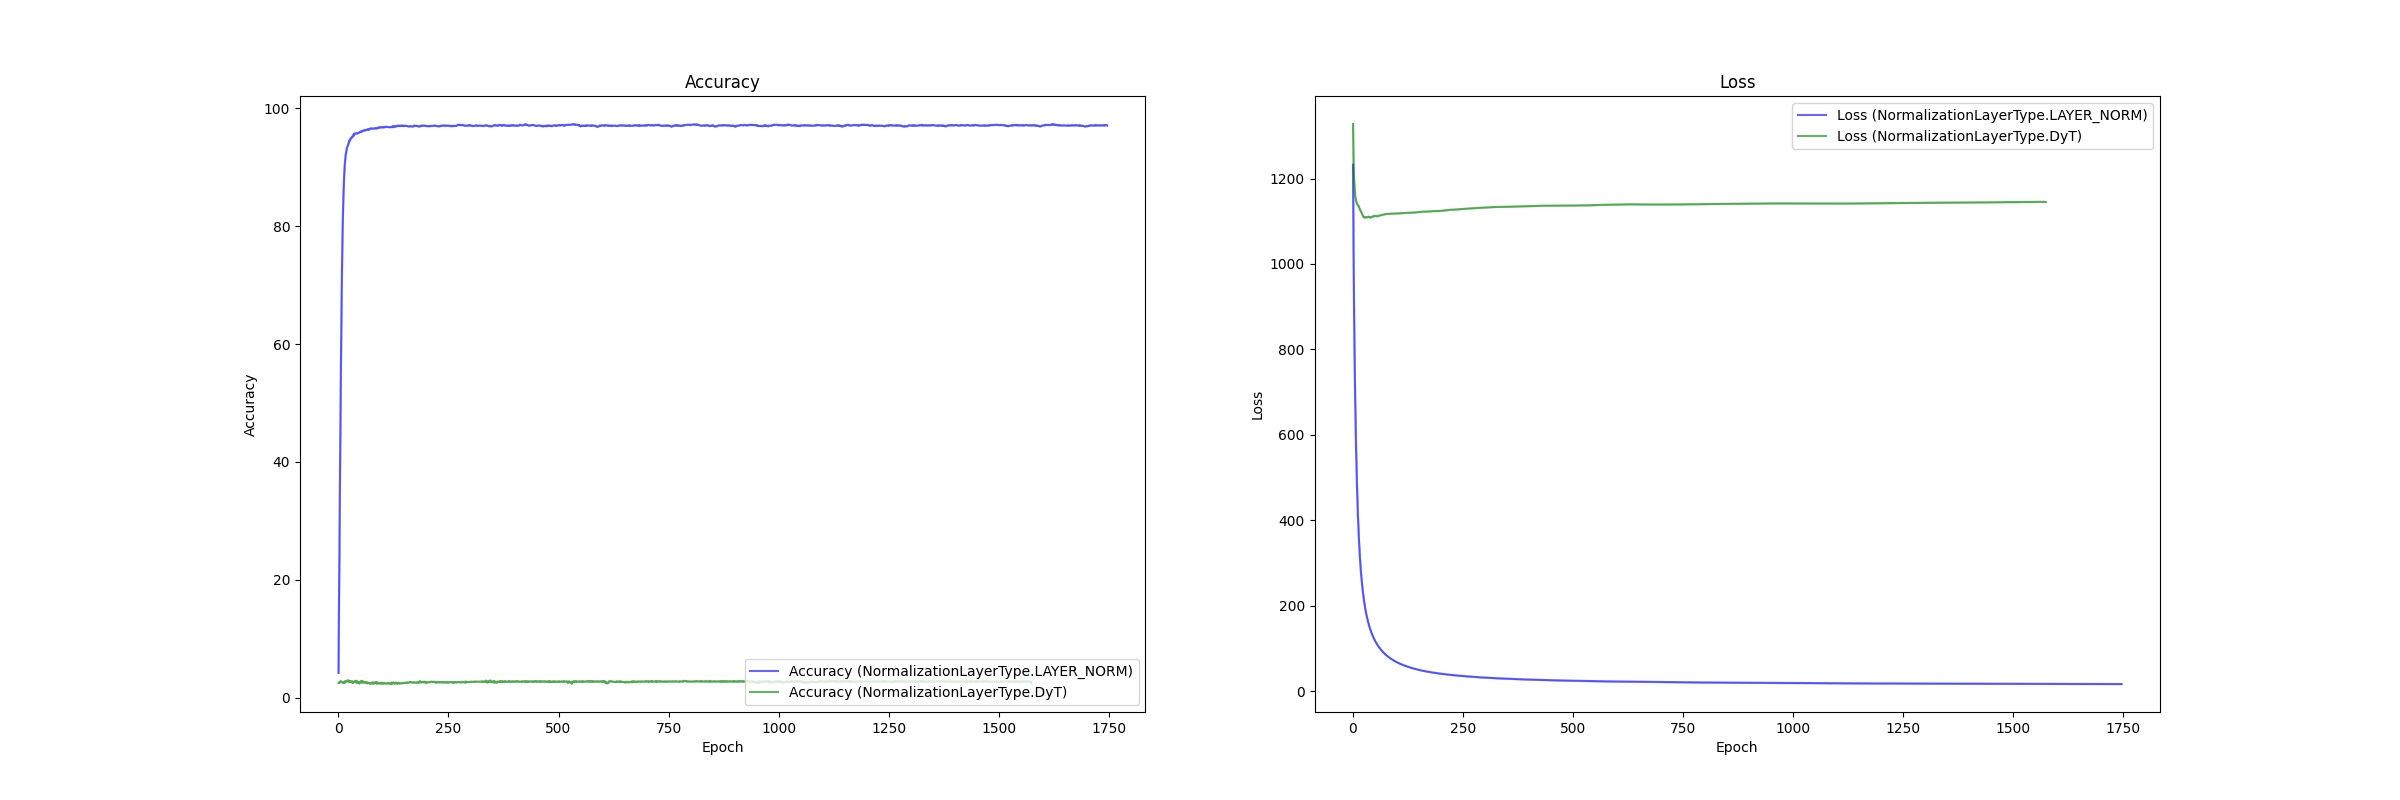 Accuracy
100
80
60
40
20
0
Accuracy
Accuracy (NormalizationLayerType.LAYER_NORM)
Accuracy (NormalizationLayerType.DyT)
0 250 500 750 1000 1250 1500 1750
Epoch
Loss
Loss (NormalizationLayerType.LAYER_NORM)
Loss (NormalizationLayerType.DyT)
1200
1000
800
600
400
200
0
Loss
0 250 500 750 1000 1250 1500 1750
Epoch